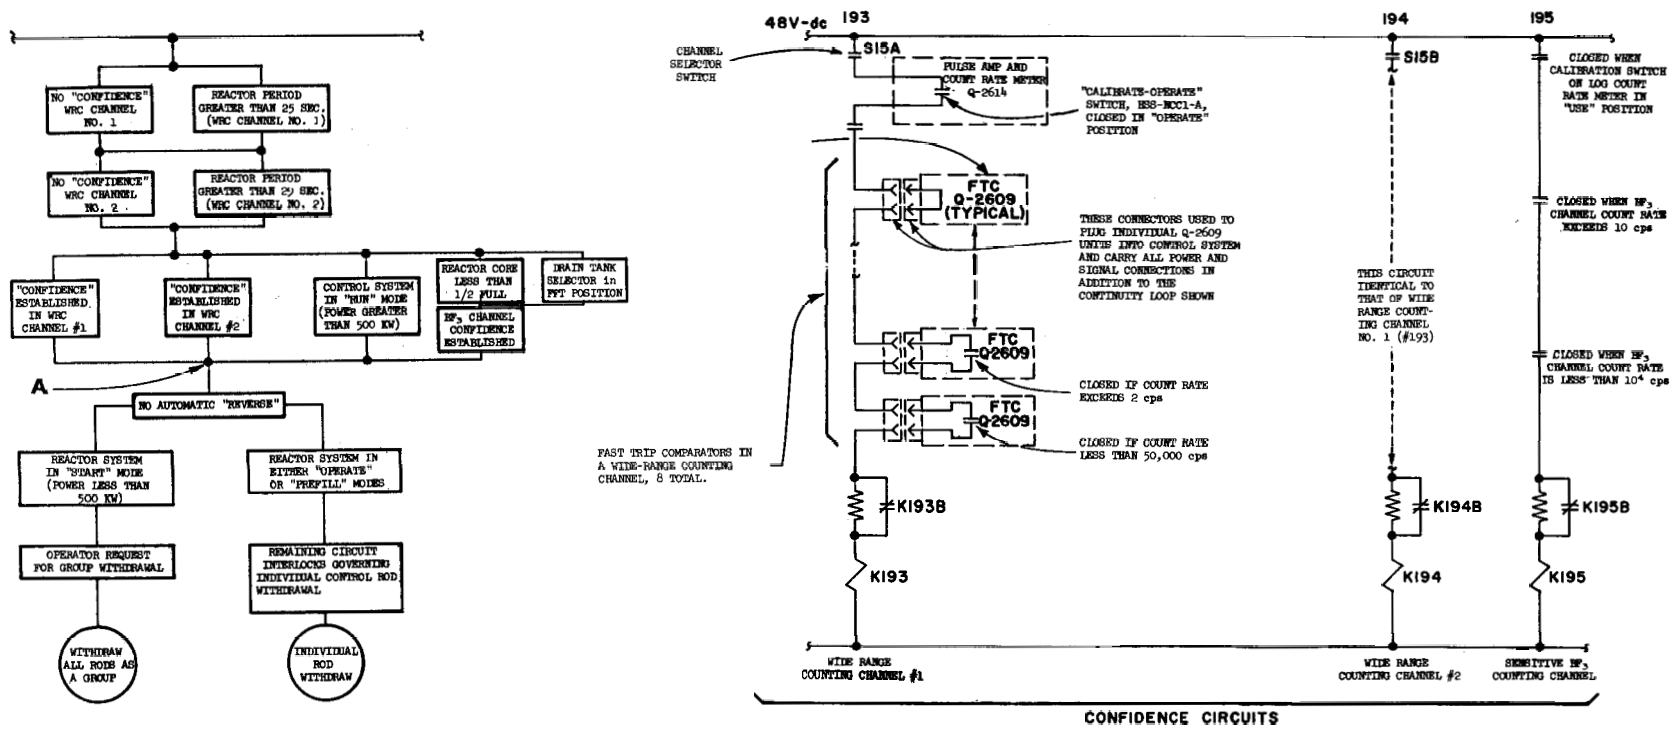 NO "CONFIDENCE"
WRC CHANNEL
NO. 1
REACTOR PERIOD
GREATER THAN 25 SEC.
(WRC CHANNEL NO. 1)
NO "CONFIDENCE"
WRC CHANNEL
NO. 2
REACTOR PERIOD
GREATER THAN 25 SEC.
(WRC CHANNEL NO. 2)
"CONFIDENCE"
ESTABLISHED
IN WRC
CHANNEL #1
"CONFIDENCE"
ESTABLISHED
IN WRC
CHANNEL #2
CONTROL SYSTEM
IN "RUN" MODE
(POWER GREATER
THAN 500 KW)
REACTOR CORE
LESS THAN
1/2 FULL
BF3 CHANNEL
CONFIDENCE
ESTABLISHED
DRAIN TANK
SELECTOR in
PFT POSITION
A
NO AUTOMATIC "REVERSE"
REACTOR SYSTEM
IN "START" MODE
(POWER LESS THAN
500 KW)
REACTOR SYSTEM IN
EITHER "OPERATE"
OR "PREFILL" MODES
OPERATOR REQUEST
FOR GROUP WITHDRAWAL
REMAINING CIRCUIT
INTERLOCKS GOVERNING
INDIVIDUAL CONTROL ROD
WITHDRAWAL
WITHDRAW
ALL RODS AS
A GROUP
INDIVIDUAL
ROD
WITHDRAW
48V-dc
193
194
195
CHANNEL
SELECTOR
SWITCH
S15A
PULSE AMP AND
COUNT RATE METER
Q-2614
"CALIBRATE-OPERATE"
SWITCH, HSS-NCC1-A,
CLOSED IN "OPERATE"
POSITION
S15B
CLOSED WHEN
CALIBRATION SWITCH
ON LOG COUNT
RATE METER IN
"USE" POSITION
FTC
Q-2609
(TYPICAL)
THESE CONNECTORS USED TO
PLUG INDIVIDUAL Q-2609
UNITS INTO CONTROL SYSTEM
AND CARRY ALL POWER AND
SIGNAL CONNECTIONS IN
ADDITION TO THE
CONTINUITY LOOP SHOWN
CLOSED WHEN BF3
CHANNEL COUNT RATE
EXCEEDS 10 cps
THIS CIRCUIT
IDENTICAL TO
THAT OF WIDE
RANGE COUNT-
ING CHANNEL
NO. 1 (#193)
FTC
Q-2609
CLOSED IF COUNT RATE
EXCEEDS 2 cps
CLOSED WHEN BF3
CHANNEL COUNT RATE
IS LESS THAN 10⁴ cps
FTC
Q-2609
CLOSED IF COUNT RATE
LESS THAN 50,000 cps
FAST TRIP COMPARATORS IN
A WIDE-RANGE COUNTING
CHANNEL, 8 TOTAL.
K193B
K194B
K195B
K193
K194
K195
WIDE RANGE
COUNTING CHANNEL #1
WIDE RANGE
COUNTING CHANNEL #2
SENSITIVE BF3
COUNTING CHANNEL
CONFIDENCE CIRCUITS